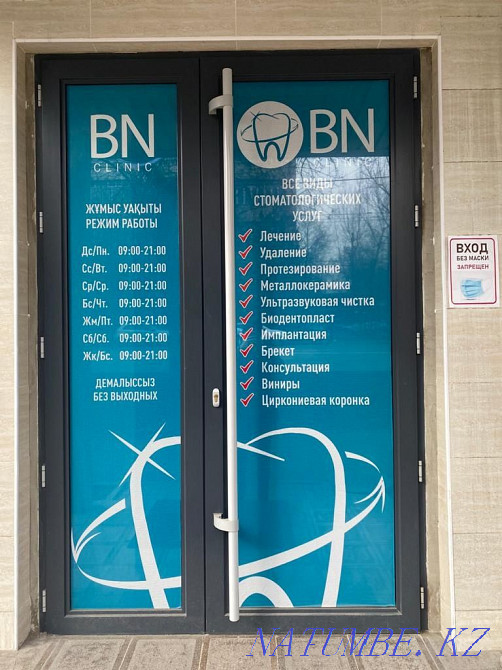 BN
CLINIC
ЖҰМЫС УАҚЫТЫ
РЕЖИМ РАБОТЫ
Дс/Пн. 09:00-21:00
Сс/Вт. 09:00-21:00
Ср/Ср. 09:00-21:00
Бс/Чт. 09:00-21:00
Жм/Пт. 09:00-21:00
Сб/Сб. 09:00-21:00
Жк/Бс. 09:00-21:00
ДЕМАЛЫССЫЗ
БЕЗ ВЫХОДНЫХ
BN
CLINIC
ВСЕ ВИДЫ
СТОМАТОЛОГИЧЕСКИХ
УСЛУГ
Лечение
Удаление
Протезирование
Металлокерамика
Ультразвуковая чистка
Биодентопласт
Имплантация
Брекет
Консультация
Виниры
Циркониевая коронка
ВХОД
БЕЗ МАСКИ
ЗАПРЕЩЕН
NATUMBE.KZ